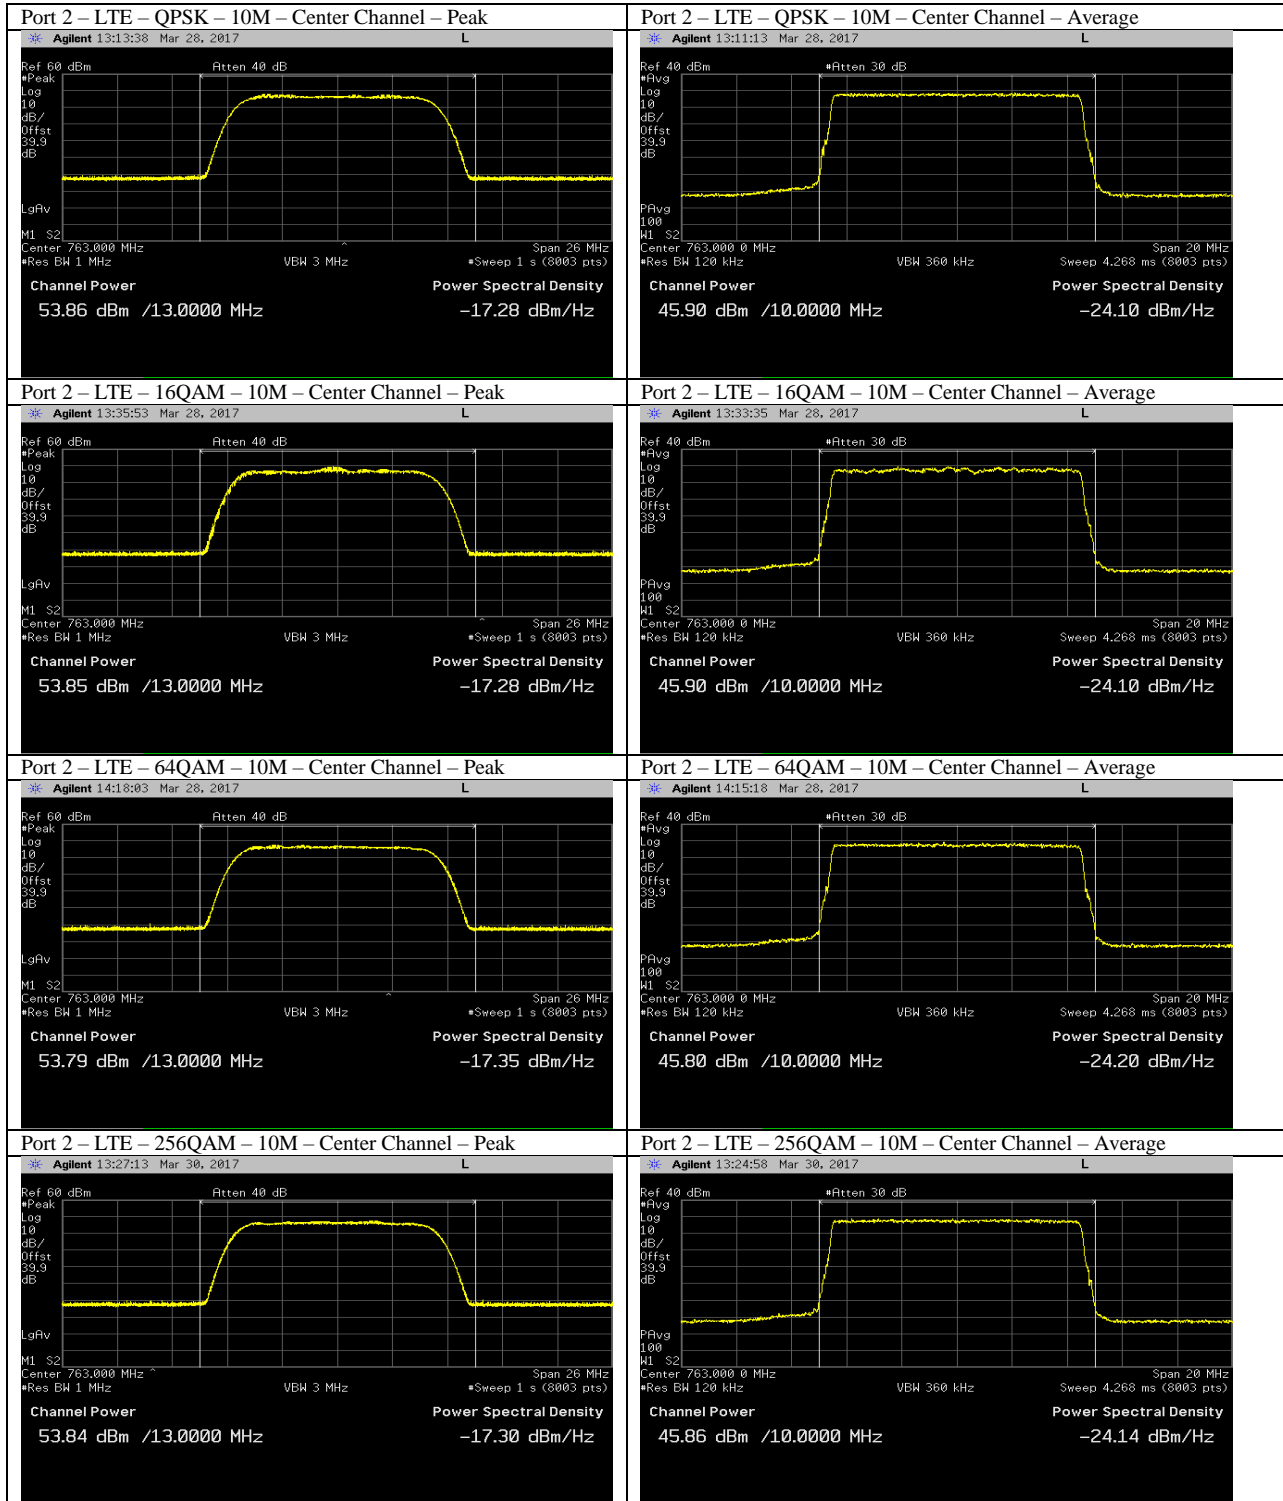 Port 2 – LTE – QPSK – 10M – Center Channel – Peak
Agilent 13:13:38 Mar 28, 2017 L
Ref 60 dBm Atten 40 dB
#Peak
Log
10
dB/
Offst
39.9
dB
LgAv
M1 S2
Center 763.000 MHz Span 26 MHz
#Res BW 1 MHz VBW 3 MHz #Sweep 1 s (8003 pts)
Channel Power Power Spectral Density
53.86 dBm /13.0000 MHz -17.28 dBm/Hz
Port 2 – LTE – QPSK – 10M – Center Channel – Average
Agilent 13:11:13 Mar 28, 2017 L
Ref 40 dBm #Atten 30 dB
#Avg
Log
10
dB/
Offst
39.9
dB
PAvg
100
W1 S2
Center 763.000 0 MHz Span 20 MHz
#Res BW 120 kHz VBW 360 kHz Sweep 4.268 ms (8003 pts)
Channel Power Power Spectral Density
45.90 dBm /10.0000 MHz -24.10 dBm/Hz
Port 2 – LTE – 16QAM – 10M – Center Channel – Peak
Agilent 13:35:53 Mar 28, 2017 L
Ref 60 dBm Atten 40 dB
#Peak
Log
10
dB/
Offst
39.9
dB
LgAv
M1 S2
Center 763.000 MHz Span 26 MHz
#Res BW 1 MHz VBW 3 MHz #Sweep 1 s (8003 pts)
Channel Power Power Spectral Density
53.85 dBm /13.0000 MHz -17.28 dBm/Hz
Port 2 – LTE – 16QAM – 10M – Center Channel – Average
Agilent 13:33:35 Mar 28, 2017 L
Ref 40 dBm #Atten 30 dB
#Avg
Log
10
dB/
Offst
39.9
dB
PAvg
100
W1 S2
Center 763.000 0 MHz Span 20 MHz
#Res BW 120 kHz VBW 360 kHz Sweep 4.268 ms (8003 pts)
Channel Power Power Spectral Density
45.90 dBm /10.0000 MHz -24.10 dBm/Hz
Port 2 – LTE – 64QAM – 10M – Center Channel – Peak
Agilent 14:18:03 Mar 28, 2017 L
Ref 60 dBm Atten 40 dB
#Peak
Log
10
dB/
Offst
39.9
dB
LgAv
M1 S2
Center 763.000 MHz Span 26 MHz
#Res BW 1 MHz VBW 3 MHz #Sweep 1 s (8003 pts)
Channel Power Power Spectral Density
53.79 dBm /13.0000 MHz -17.35 dBm/Hz
Port 2 – LTE – 64QAM – 10M – Center Channel – Average
Agilent 14:15:18 Mar 28, 2017 L
Ref 40 dBm #Atten 30 dB
#Avg
Log
10
dB/
Offst
39.9
dB
PAvg
100
W1 S2
Center 763.000 0 MHz Span 20 MHz
#Res BW 120 kHz VBW 360 kHz Sweep 4.268 ms (8003 pts)
Channel Power Power Spectral Density
45.80 dBm /10.0000 MHz -24.20 dBm/Hz
Port 2 – LTE – 256QAM – 10M – Center Channel – Peak
Agilent 13:27:13 Mar 30, 2017 L
Ref 60 dBm Atten 40 dB
#Peak
Log
10
dB/
Offst
39.9
dB
LgAv
M1 S2
Center 763.000 MHz Span 26 MHz
#Res BW 1 MHz VBW 3 MHz #Sweep 1 s (8003 pts)
Channel Power Power Spectral Density
53.84 dBm /13.0000 MHz -17.30 dBm/Hz
Port 2 – LTE – 256QAM – 10M – Center Channel – Average
Agilent 13:24:58 Mar 30, 2017 L
Ref 40 dBm #Atten 30 dB
#Avg
Log
10
dB/
Offst
39.9
dB
PAvg
100
W1 S2
Center 763.000 0 MHz Span 20 MHz
#Res BW 120 kHz VBW 360 kHz Sweep 4.268 ms (8003 pts)
Channel Power Power Spectral Density
45.86 dBm /10.0000 MHz -24.14 dBm/Hz